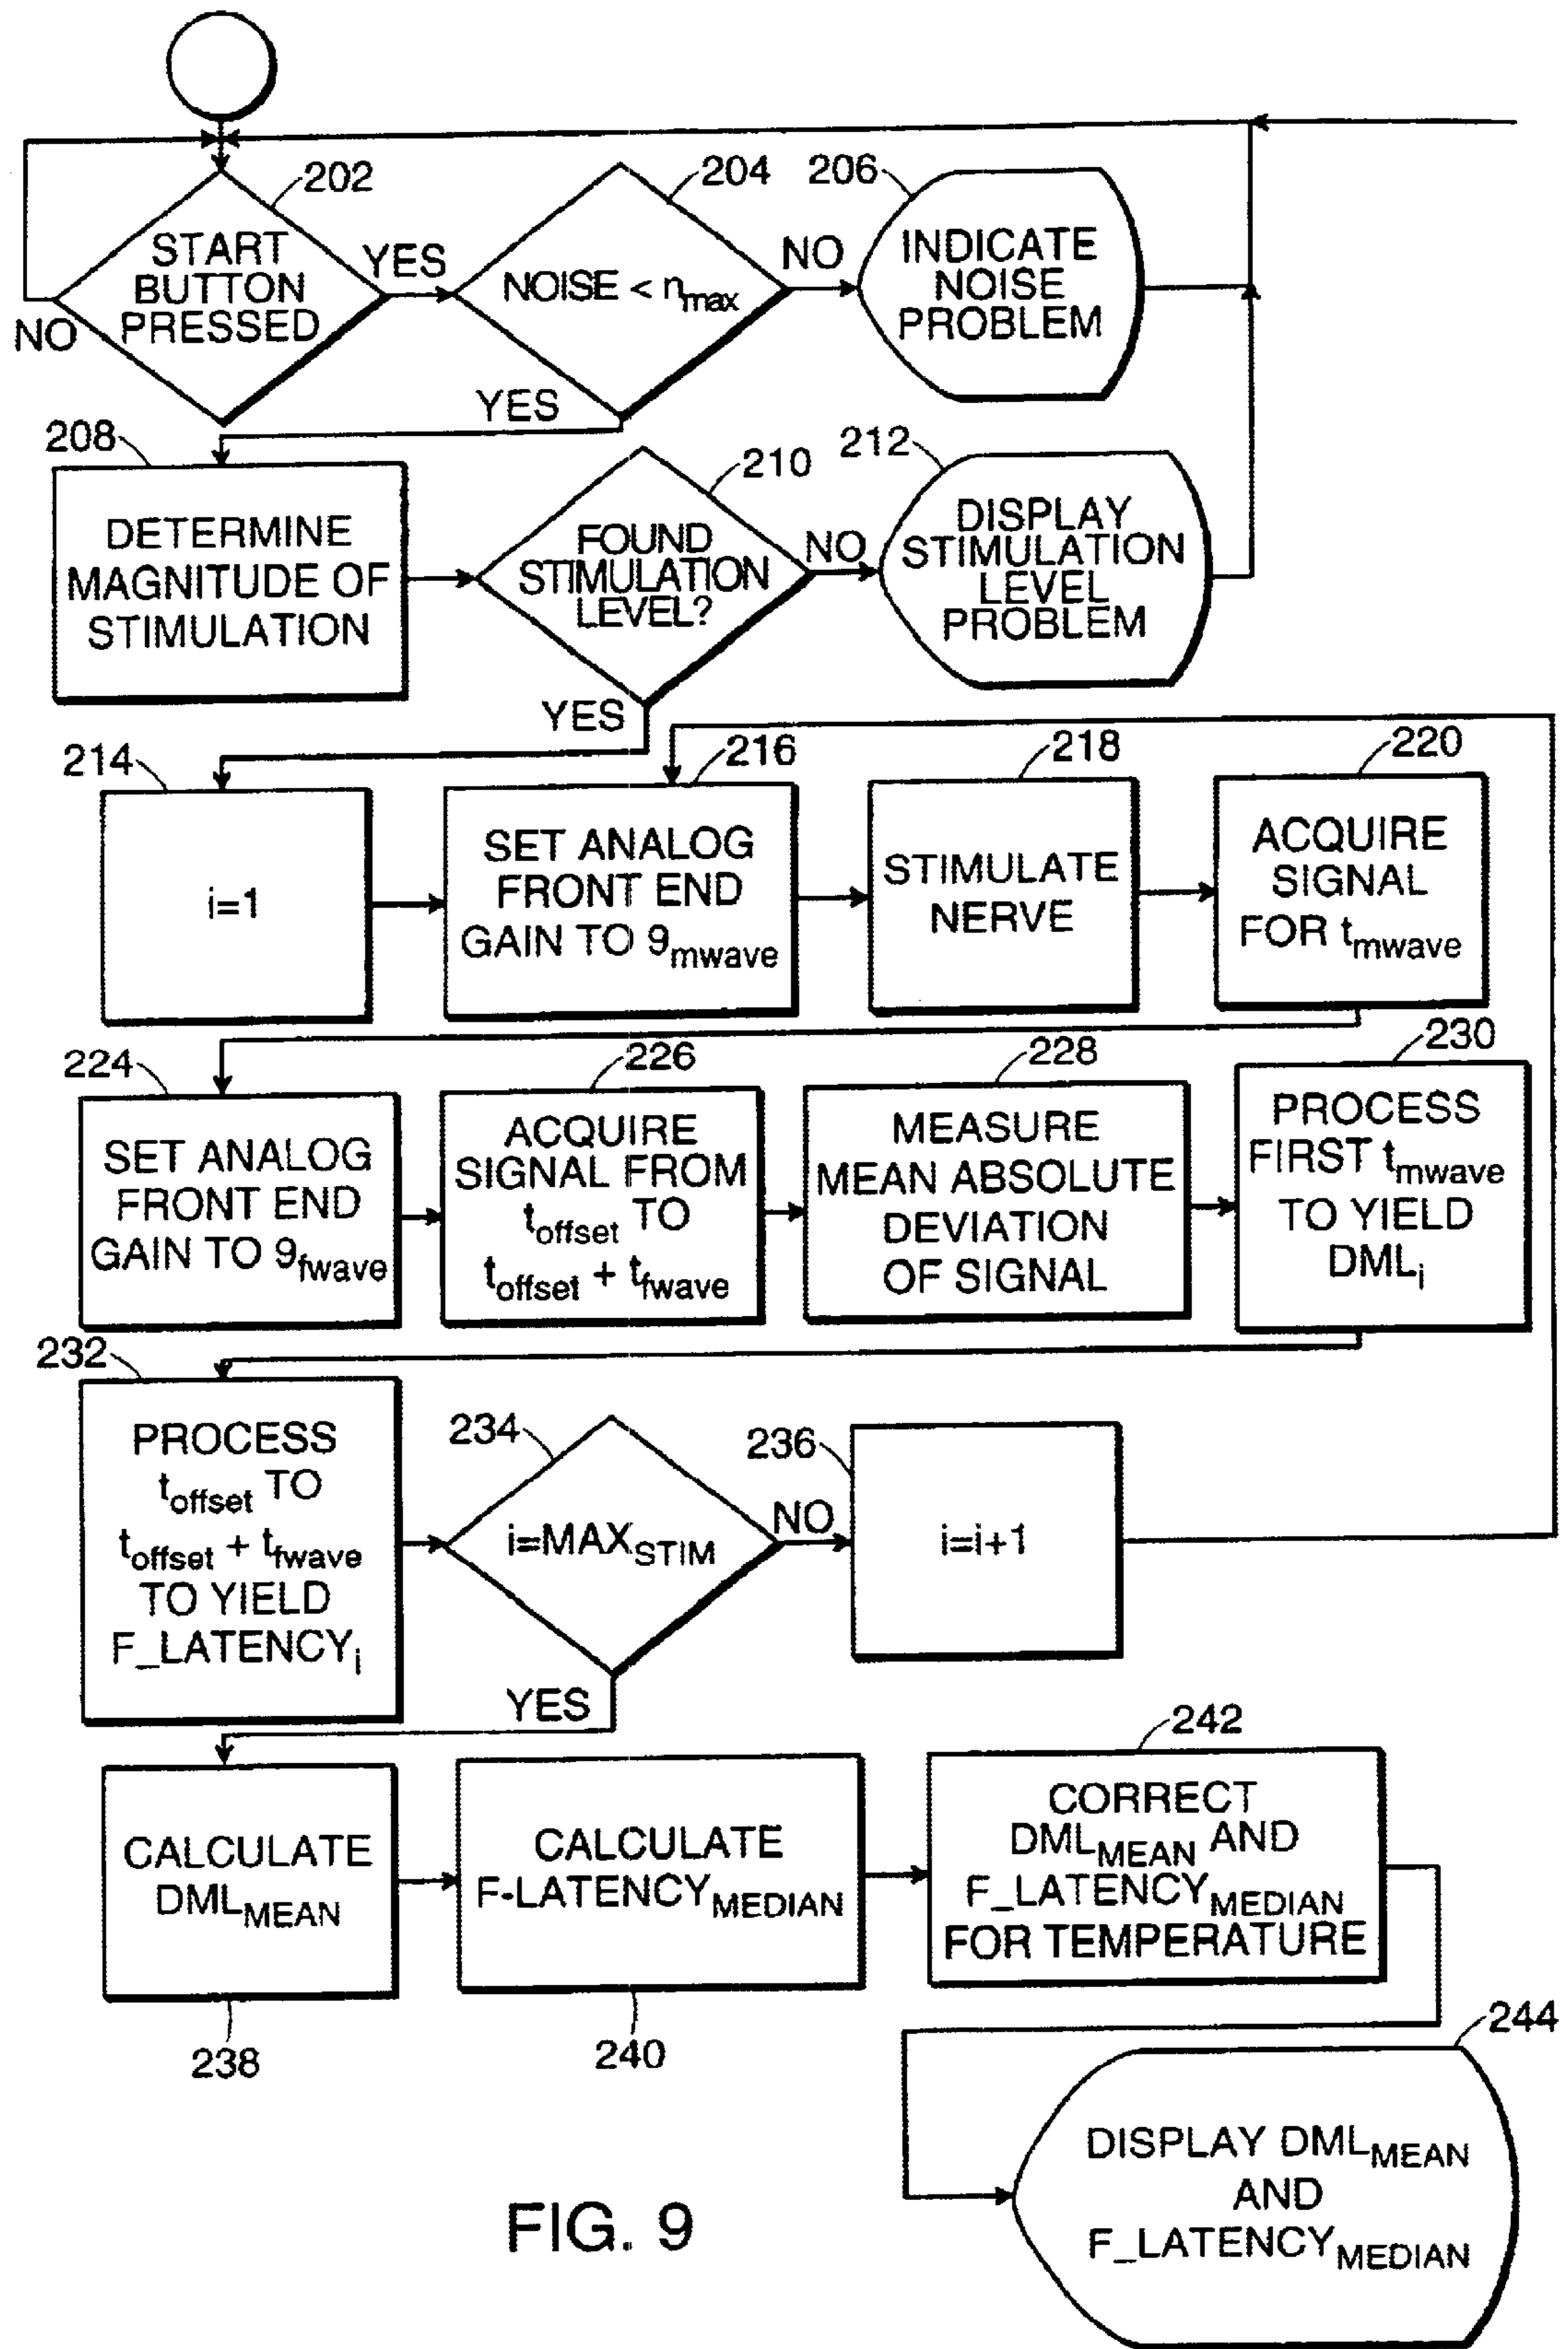 202
204
206
START
BUTTON
PRESSED
YES
NO
NOISE < nmax
NO
INDICATE
NOISE
PROBLEM
YES
208
210
212
DETERMINE
MAGNITUDE OF
STIMULATION
FOUND
STIMULATION
LEVEL?
NO
DISPLAY
STIMULATION
LEVEL
PROBLEM
YES
214
216
218
220
i=1
SET ANALOG
FRONT END
GAIN TO 9mwave
STIMULATE
NERVE
ACQUIRE
SIGNAL
FOR tmwave
224
226
228
230
SET ANALOG
FRONT END
GAIN TO 9fwave
ACQUIRE
SIGNAL FROM
toffset TO
toffset + tfwave
MEASURE
MEAN ABSOLUTE
DEVIATION
OF SIGNAL
PROCESS
FIRST tmwave
TO YIELD
DMLi
232
234
236
PROCESS
toffset TO
toffset + tfwave
TO YIELD
F_LATENCYi
i=MAXSTIM
NO
i=i+1
YES
242
CALCULATE
DMLMEAN
CALCULATE
F-LATENCYMEDIAN
CORRECT
DMLMEAN AND
F_LATENCYMEDIAN
FOR TEMPERATURE
238
240
244
DISPLAY DMLMEAN
AND
F_LATENCYMEDIAN
FIG. 9